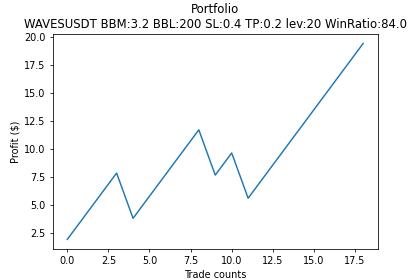 Portfolio
WAVESUSDT BBM:3.2 BBL:200 SL:0.4 TP:0.2 lev:20 WinRatio:84.0
20.0
17.5
15.0
12.5
10.0
7.5
5.0
2.5
Profit ($)
0.0 2.5 5.0 7.5 10.0 12.5 15.0 17.5
Trade counts